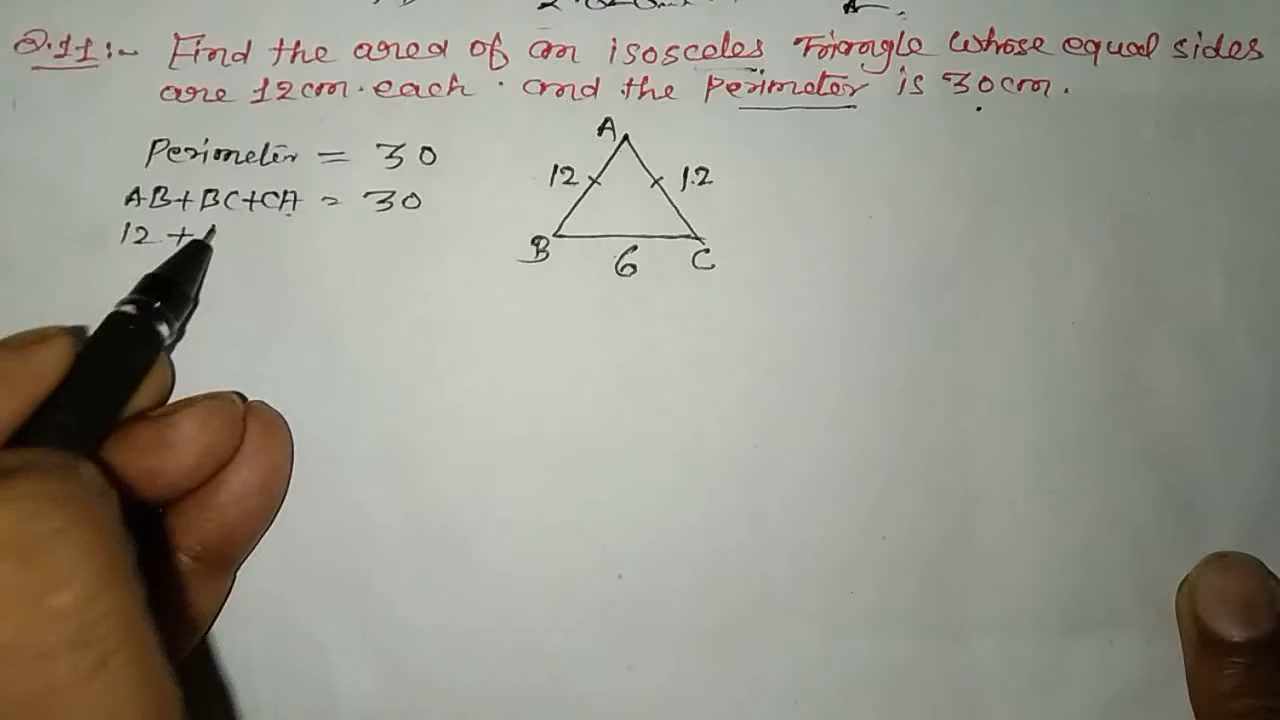 Q.11:- Find the area of an isosceles Triangle whose equal sides
are 12cm. each . and the perimeter is 30cm.
Perimeter = 30
AB+BC+CA = 30
12 +
A
12
12
B
6
C